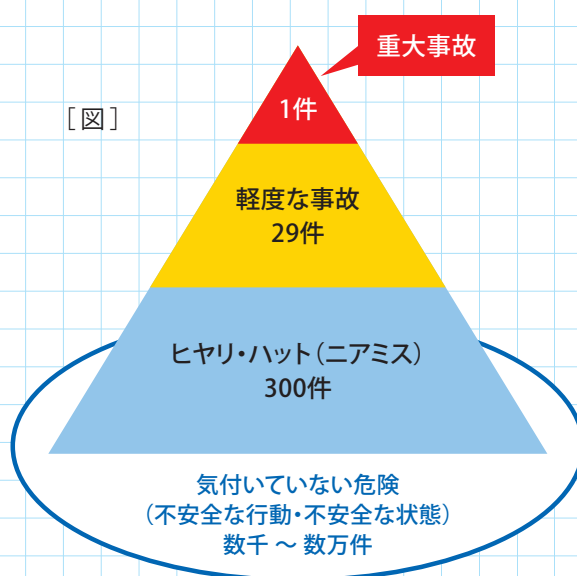 重大事故
[図]
1件
軽度な事故
29件
ヒヤリ・ハット(ニアミス)
300件
気付いていない危険
(不安全な行動・不安全な状態)
数千 ~ 数万件